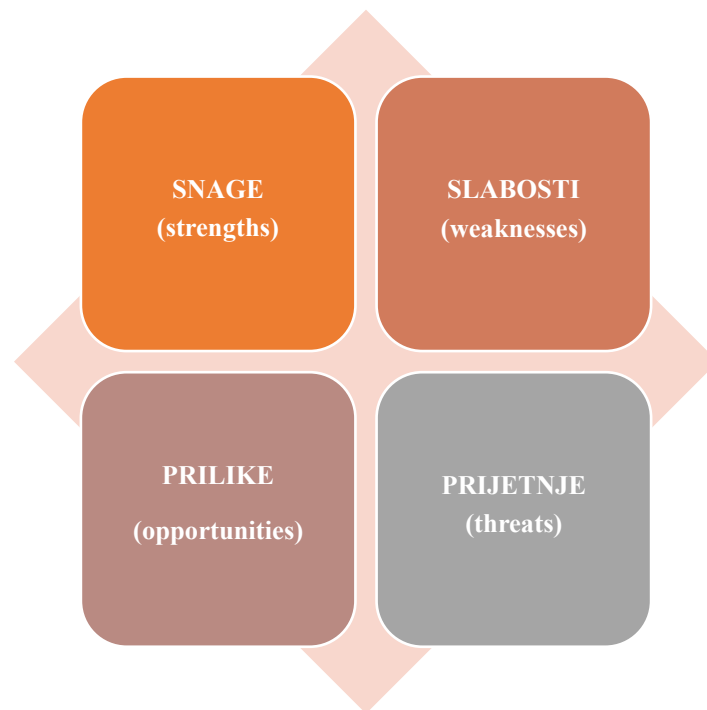 SNAGE
(strengths)
SLABOSTI
(weaknesses)
PRILIKE
(opportunities)
PRIJETNJE
(threats)